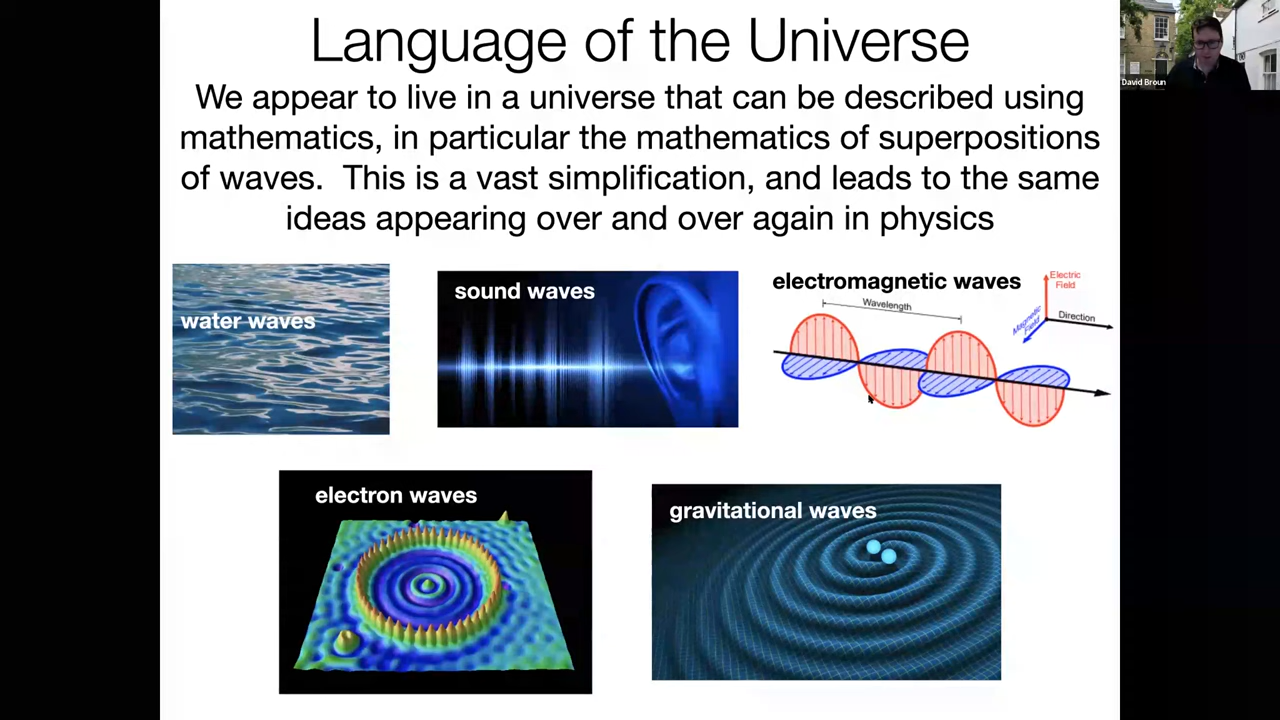 Language of the Universe
We appear to live in a universe that can be described using
mathematics, in particular the mathematics of superpositions
of waves.  This is a vast simplification, and leads to the same
ideas appearing over and over again in physics
David Broun
water waves
sound waves
electromagnetic waves
Wavelength
Electric
Field
Magnetic
Field
Direction
electron waves
gravitational waves